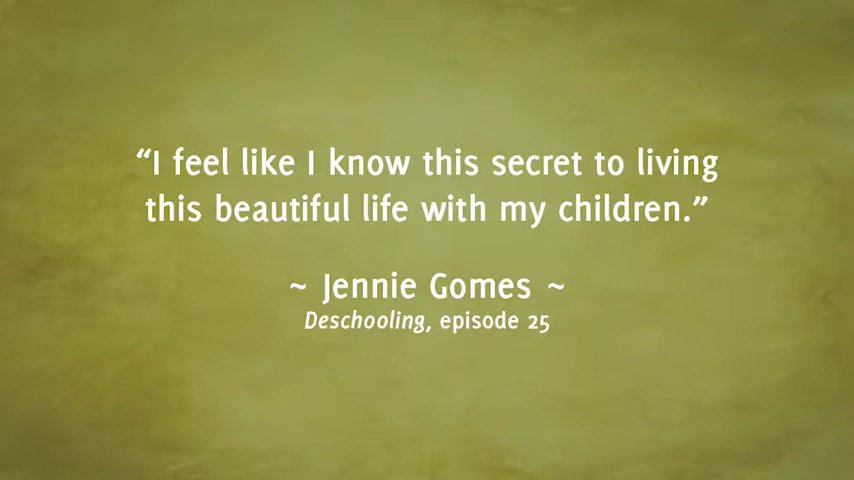 “I feel like I know this secret to living
this beautiful life with my children.”
~ Jennie Gomes ~
Deschooling, episode 25